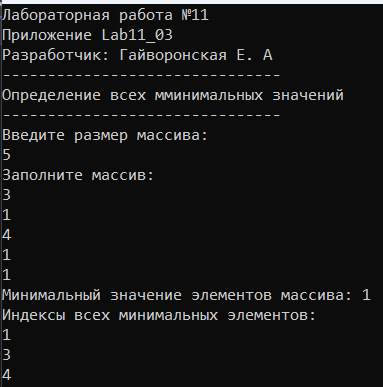 Лабораторная работа №11
Приложение Lab11_03
Разработчик: Гайворонская Е. А
-------------------------------
Определение всех мминимальных значений
-------------------------------
Введите размер массива:
5
Заполните массив:
3
1
4
1
1
Минимальный значение элементов массива: 1
Индексы всех минимальных элементов:
1
3
4